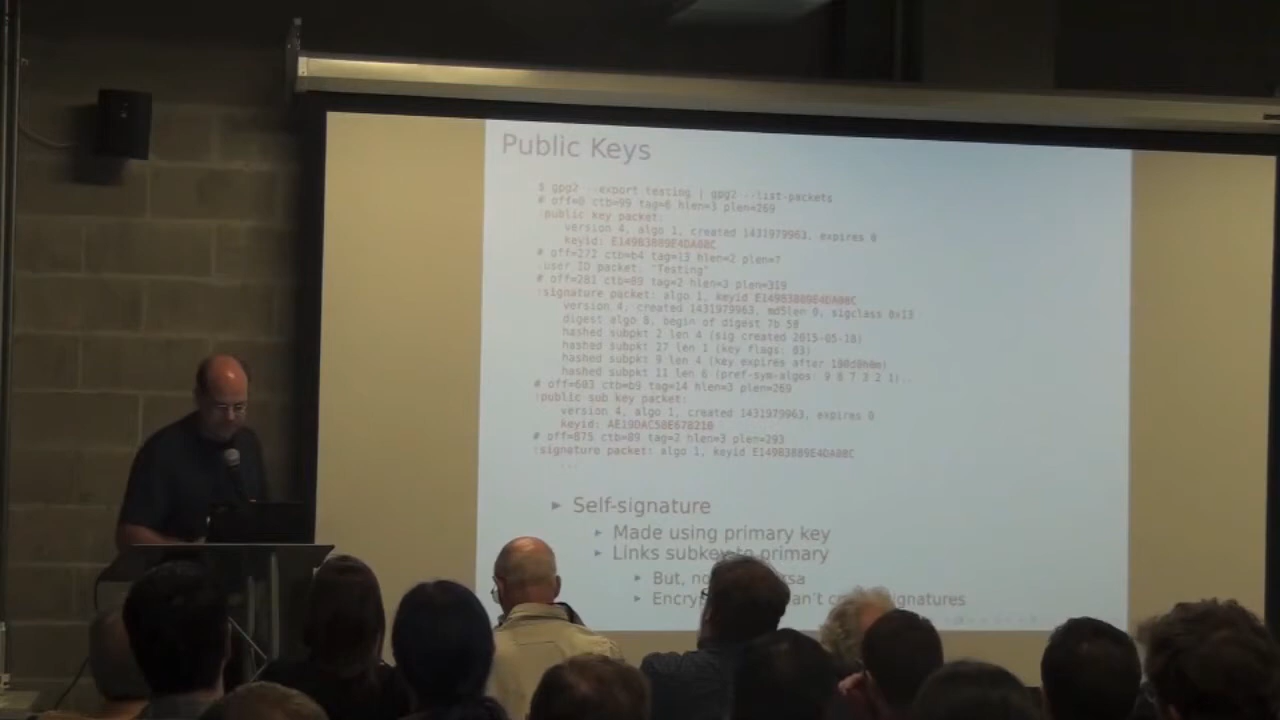 Public Keys
$ gpg2 --export testing | gpg2 --list-packets
# off=0 ctb=99 tag=6 hlen=3 plen=269
:public key packet:
version 4, algo 1, created 1431979963, expires 0
keyid:
# off=272 ctb=b4 tag=13 hlen=2 plen=7
:user ID packet: "Testing"
# off=281 ctb=89 tag=2 hlen=3 plen=319
:signature packet: algo 1, keyid
version 4, created 1431979963, md5len 0, sigclass 0x13
digest algo 8, begin of digest 7b 58
hashed subpkt 2 len 4 (sig created 2015-05-18)
hashed subpkt 27 len 1 (key flags: 03)
hashed subpkt 9 len 4 (key expires after 100d0h0m)
hashed subpkt 11 len 6 (pref-sym-algos: 9 8 7 3 2 1)..
# off=603 ctb=b9 tag=14 hlen=3 plen=269
:public sub key packet:
version 4, algo 1, created 1431979963, expires 0
keyid:
# off=875 ctb=89 tag=2 hlen=3 plen=293
:signature packet: algo 1, keyid
...
▸ Self-signature
▸ Made using primary key
▸ Links subkey to primary
▸ But,
▸ can't signatures